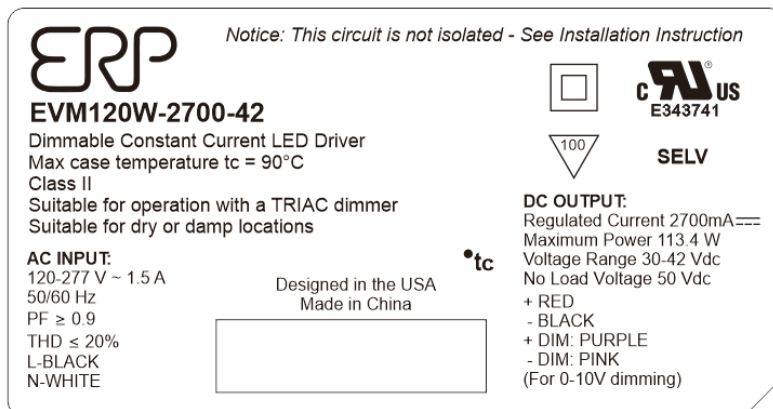 ERP®
Notice: This circuit is not isolated - See Installation Instruction
EVM120W-2700-42
Dimmable Constant Current LED Driver
Max case temperature tc = 90°C
Class II
Suitable for operation with a TRIAC dimmer
Suitable for dry or damp locations
AC INPUT:
120-277 V ~ 1.5 A
50/60 Hz
PF ≥ 0.9
THD ≤ 20%
L-BLACK
N-WHITE
•tc
Designed in the USA
Made in China
C RU® US
E343741
100
SELV
DC OUTPUT:
Regulated Current 2700mA⎓
Maximum Power 113.4 W
Voltage Range 30-42 Vdc
No Load Voltage 50 Vdc
+ RED
- BLACK
+ DIM: PURPLE
- DIM: PINK
(For 0-10V dimming)